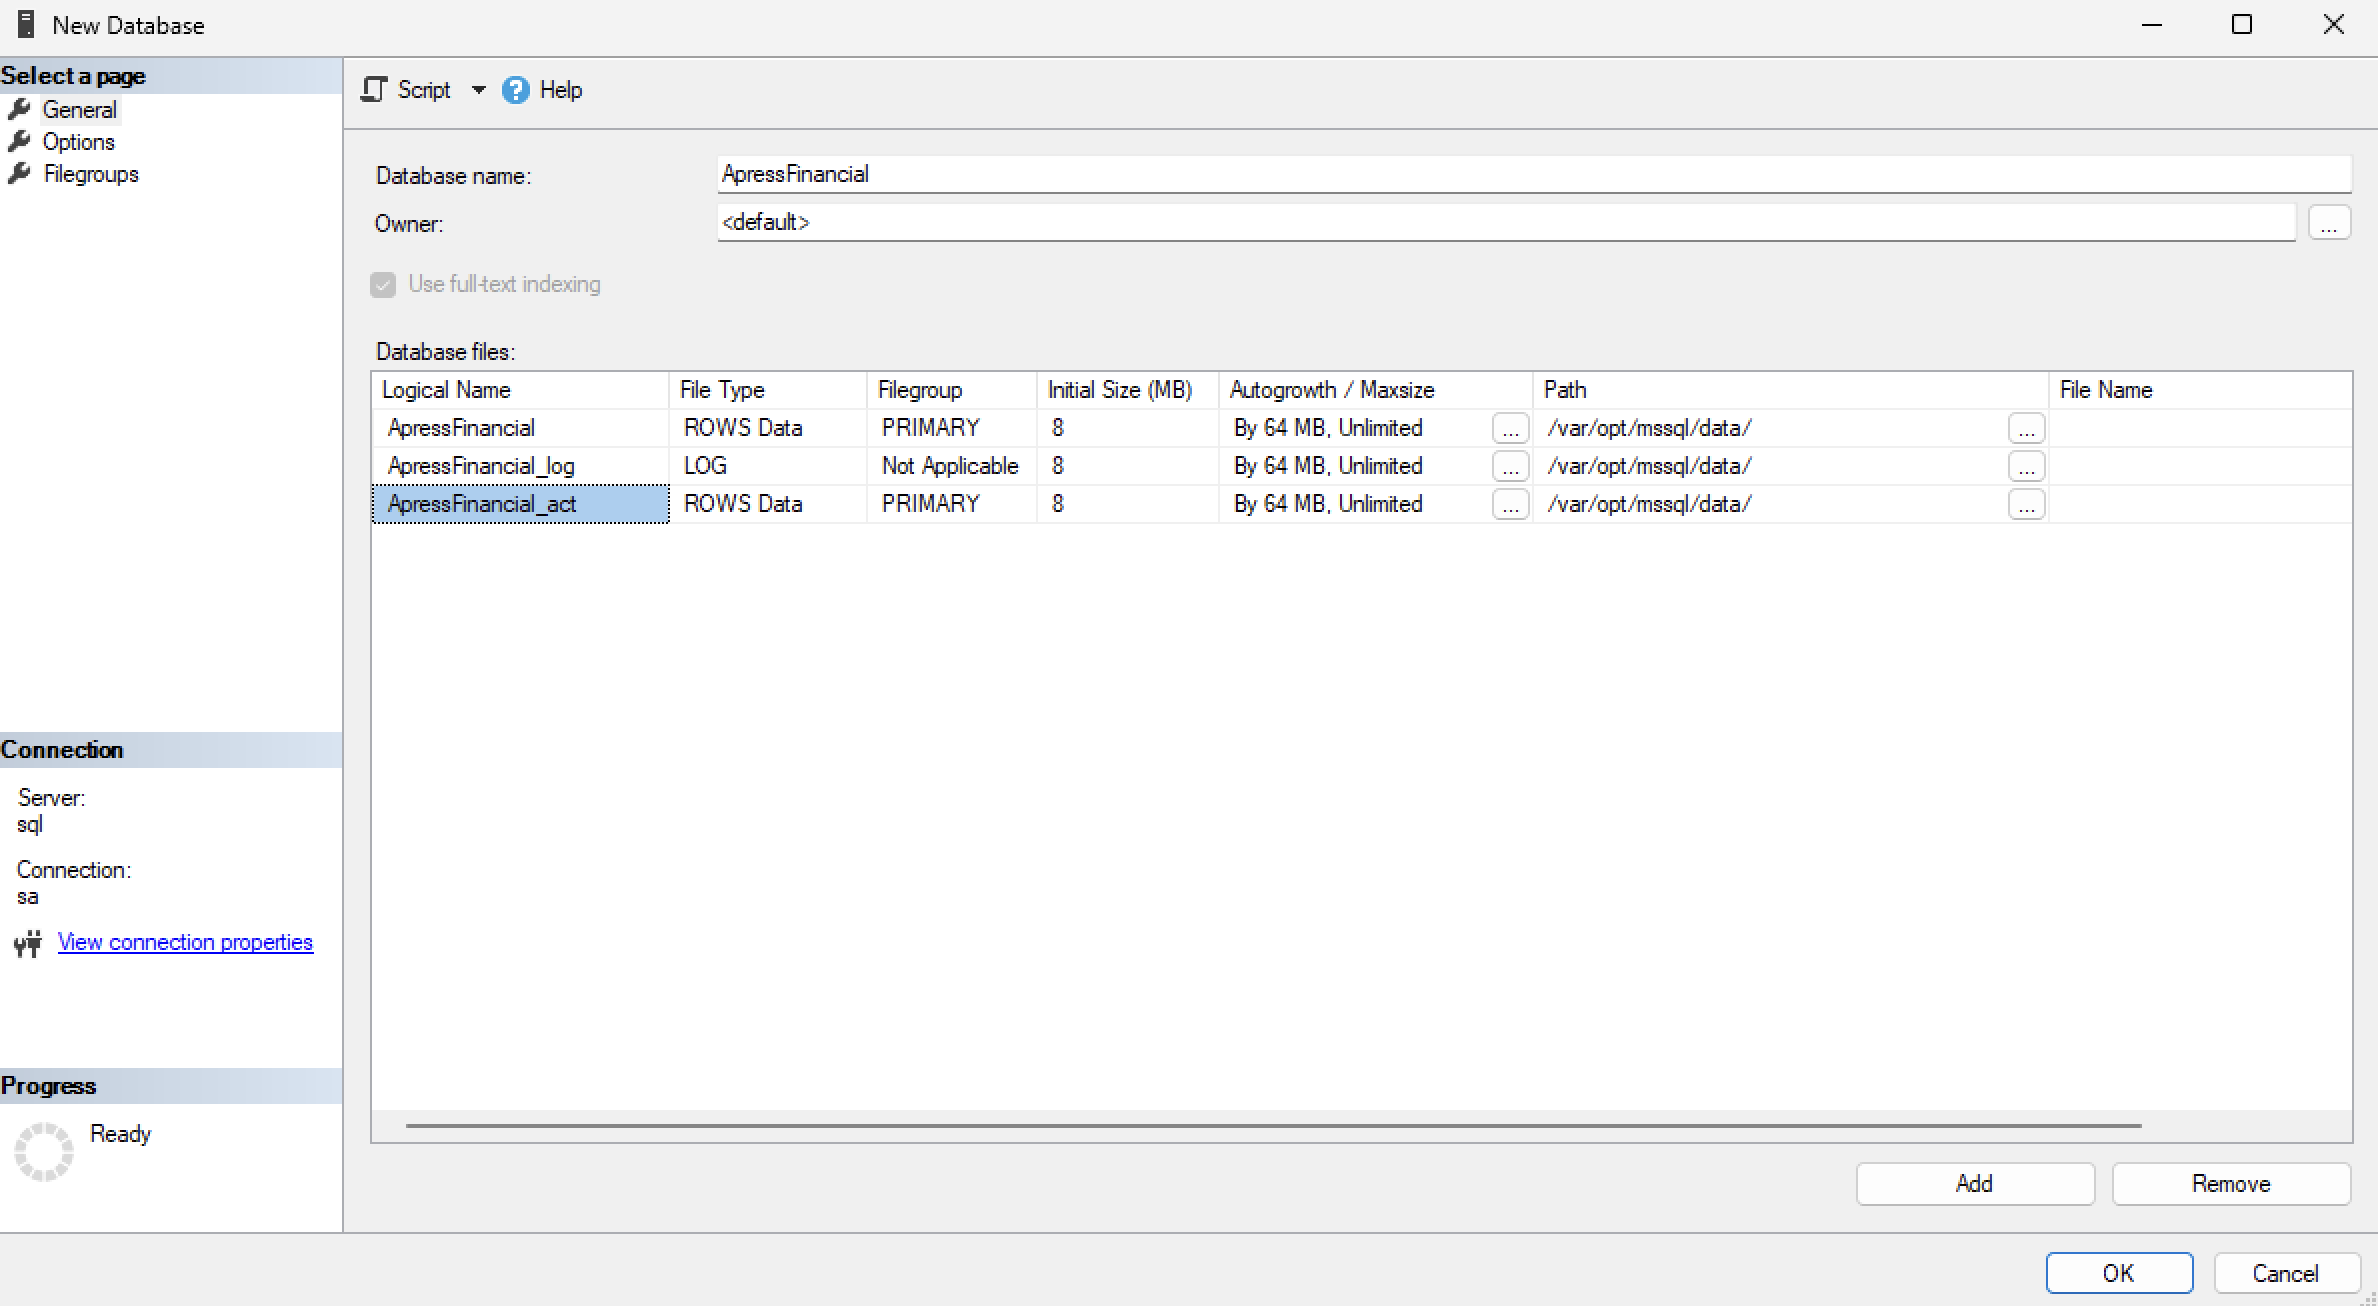 New Database
Select a page
General
Options
Filegroups
Script
Help
Database name:
ApressFinancial
Owner:
<default>
...
Use full-text indexing
Database files:
Logical Name File Type Filegroup Initial Size (MB) Autogrowth / Maxsize Path File Name
ApressFinancial ROWS Data PRIMARY 8 By 64 MB, Unlimited ... /var/opt/mssql/data/ ...
ApressFinancial_log LOG Not Applicable 8 By 64 MB, Unlimited ... /var/opt/mssql/data/ ...
ApressFinancial_act ROWS Data PRIMARY 8 By 64 MB, Unlimited ... /var/opt/mssql/data/ ...
Connection
Server:
sql
Connection:
sa
View connection properties
Progress
Ready
Add Remove
OK Cancel